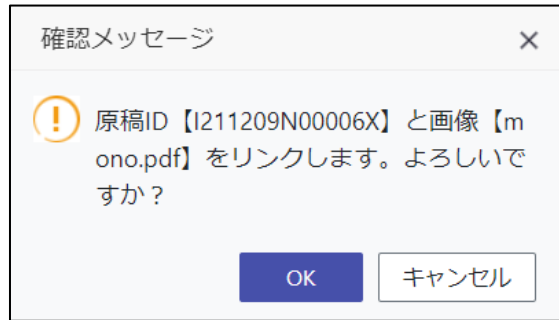 確認メッセージ
×
原稿ID【I211209N00006X】と画像【m
ono.pdf】をリンクします。よろしいで
すか？
OK
キャンセル